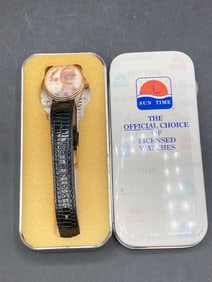 SUN TIME
THE
OFFICIAL CHOICE
OF
LICENSED
WATCHES